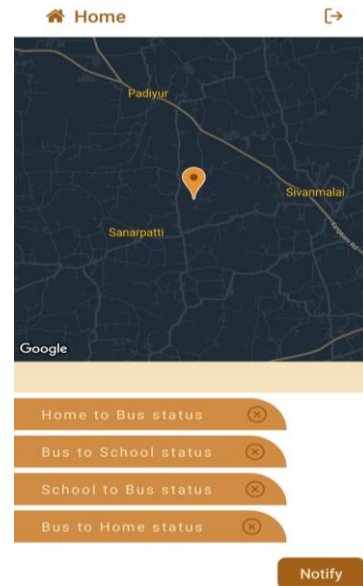 Home
Padiyur
Sivanmalai
Sanarpatti
Google
Home to Bus status
Bus to School status
School to Bus status
Bus to Home status
Notify